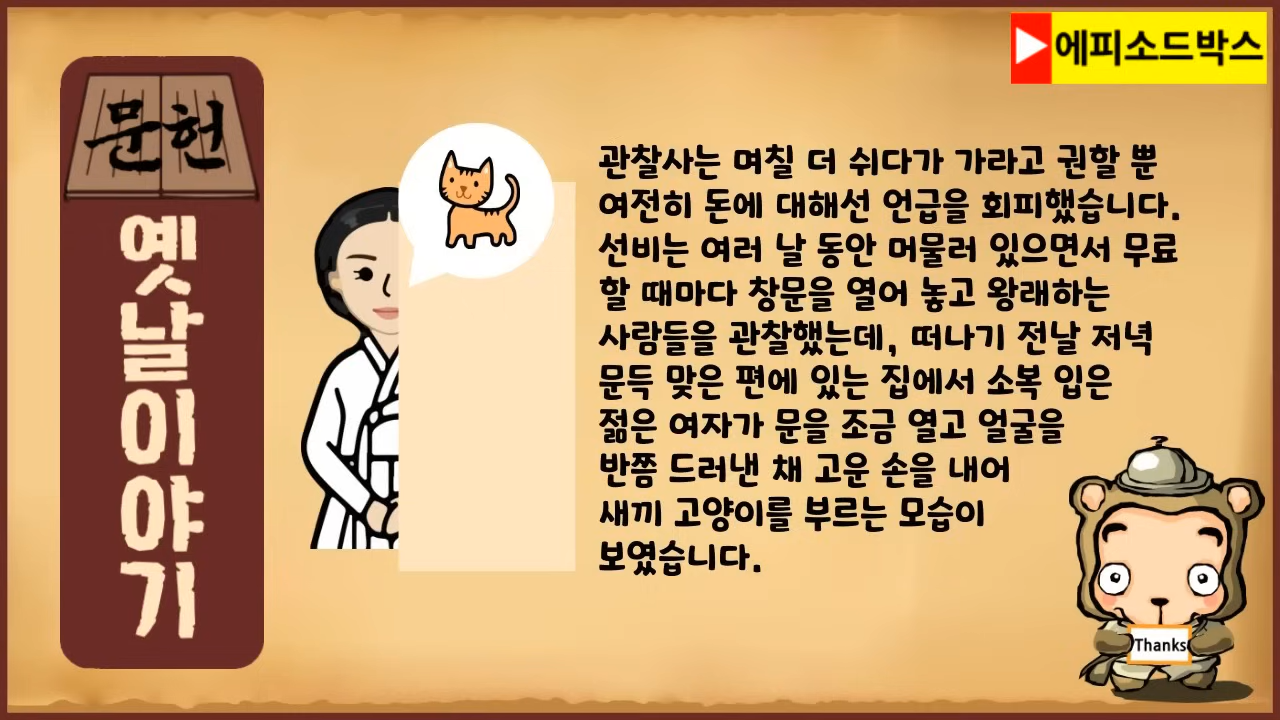 에피소드박스
문헌
옛날이야기
관찰사는 며칠 더 쉬다가 가라고 권할 뿐
여전히 돈에 대해선 언급을 회피했습니다.
선비는 여러 날 동안 머물러 있으면서 무료
할 때마다 창문을 열어 놓고 왕래하는
사람들을 관찰했는데, 떠나기 전날 저녁
문득 맞은 편에 있는 집에서 소복 입은
젊은 여자가 문을 조금 열고 얼굴을
반쯤 드러낸 채 고운 손을 내어
새끼 고양이를 부르는 모습이
보였습니다.
Thanks